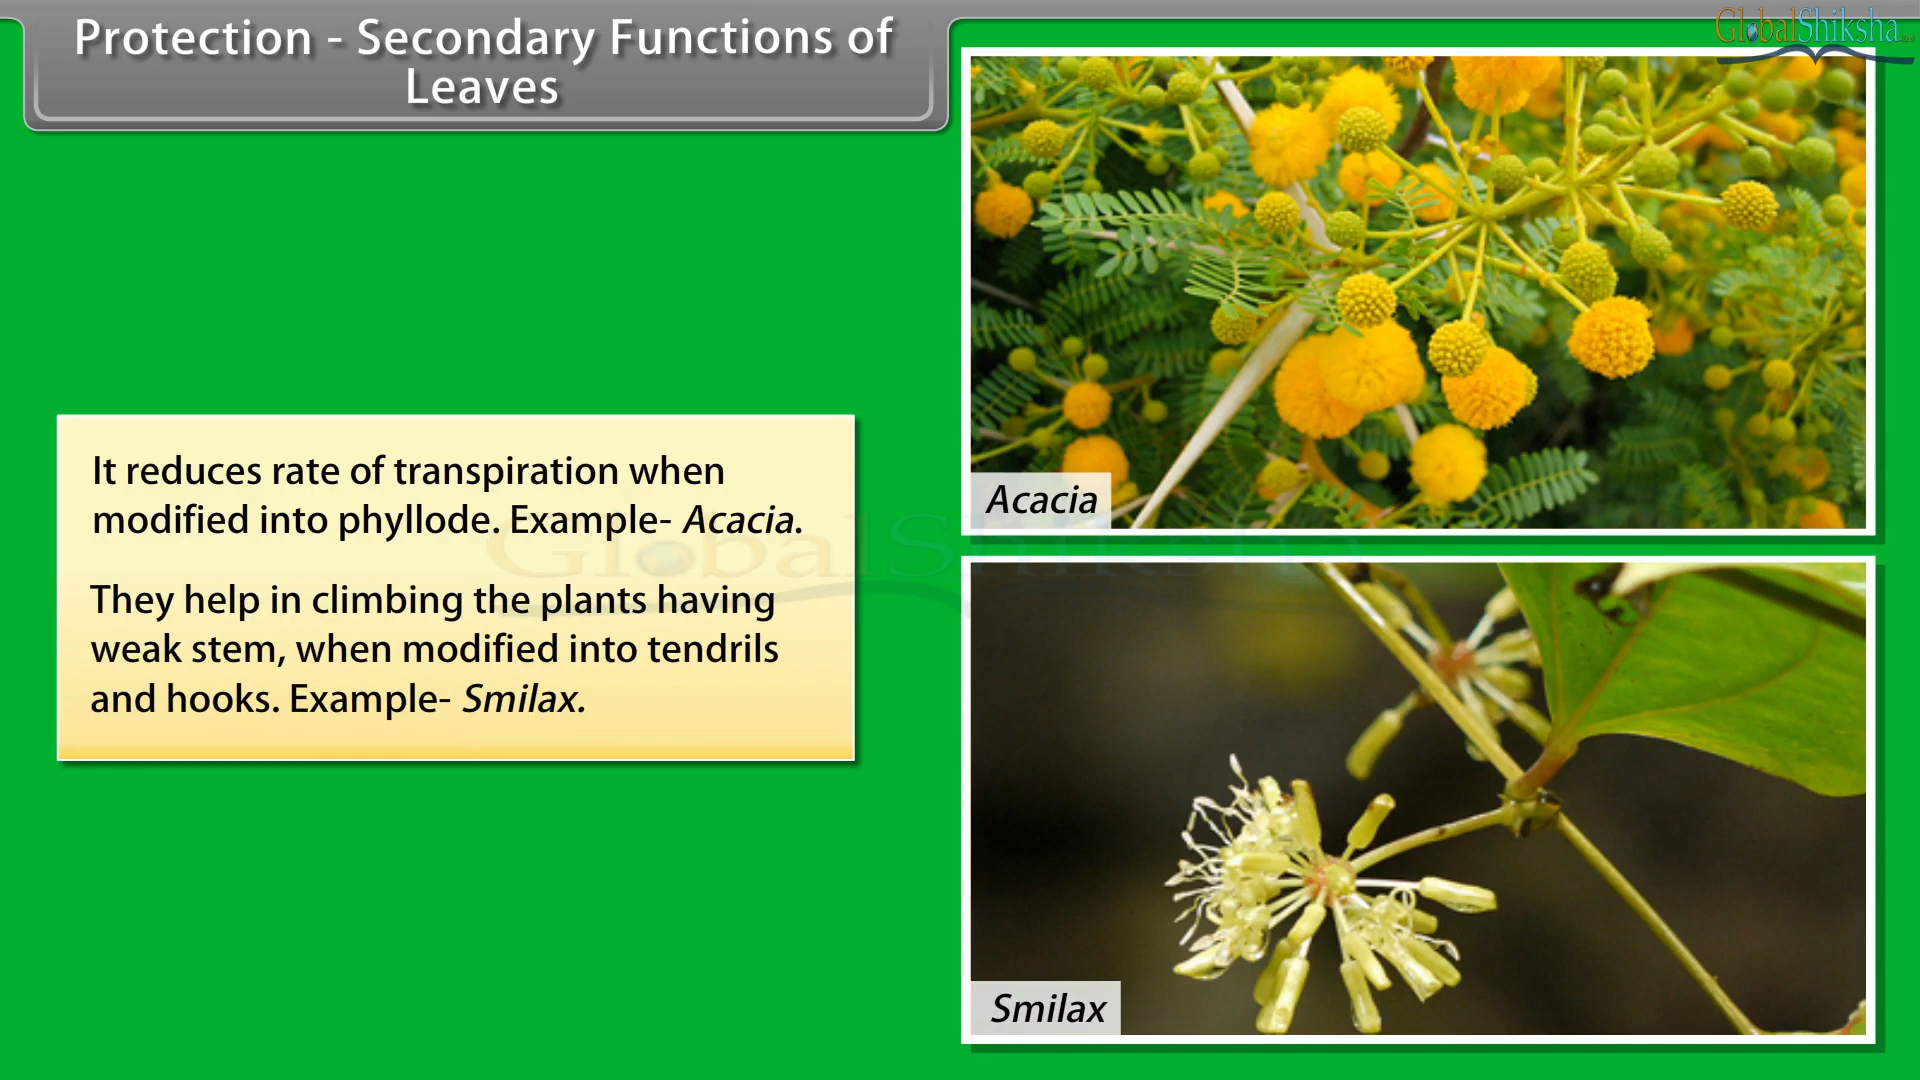 Protection - Secondary Functions of
Leaves
GlobalShiksha
It reduces rate of transpiration when
modified into phyllode. Example- Acacia.
They help in climbing the plants having
weak stem, when modified into tendrils
and hooks. Example- Smilax.
GlobalShiksha
Acacia
Smilax